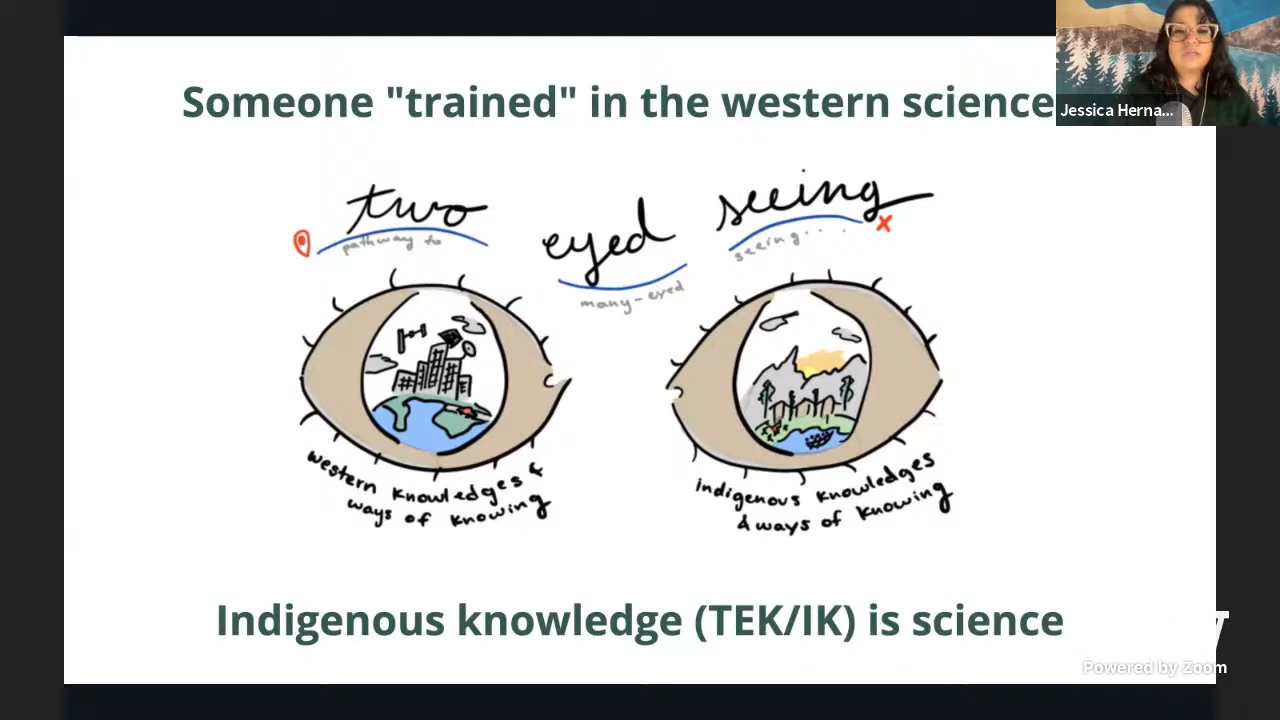 Someone "trained" in the western science
Jessica Herna...
two
eyed
seeing
pathway to
many-eyed
seeing....
western knowledges &
ways of knowing
indigenous knowledges
& ways of knowing
Indigenous knowledge (TEK/IK) is science
Powered by Zoom